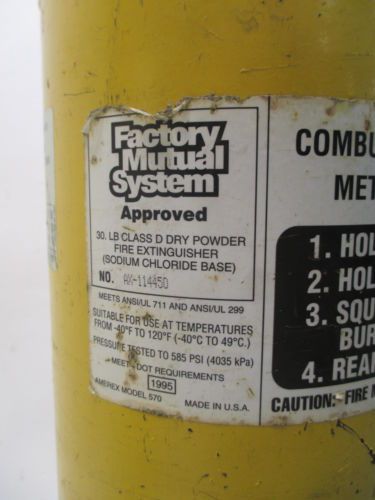 Factory
Mutual
System
Approved
30. LB CLASS D DRY POWDER
FIRE EXTINGUISHER
(SODIUM CHLORIDE BASE)
NO. AX-114450
MEETS ANSI/UL 711 AND ANSI/UL 299
SUITABLE FOR USE AT TEMPERATURES
FROM -40°F TO 120°F (-40°C TO 49°C.)
PRESSURE TESTED TO 585 PSI (4035 kPa)
MEET DOT REQUIREMENTS
1995
AMEREX MODEL 570
MADE IN U.S.A.
COMBU
MET
1. HOL
2. HOL
3. SQU
BUR
4. REA
CAUTION: FIRE